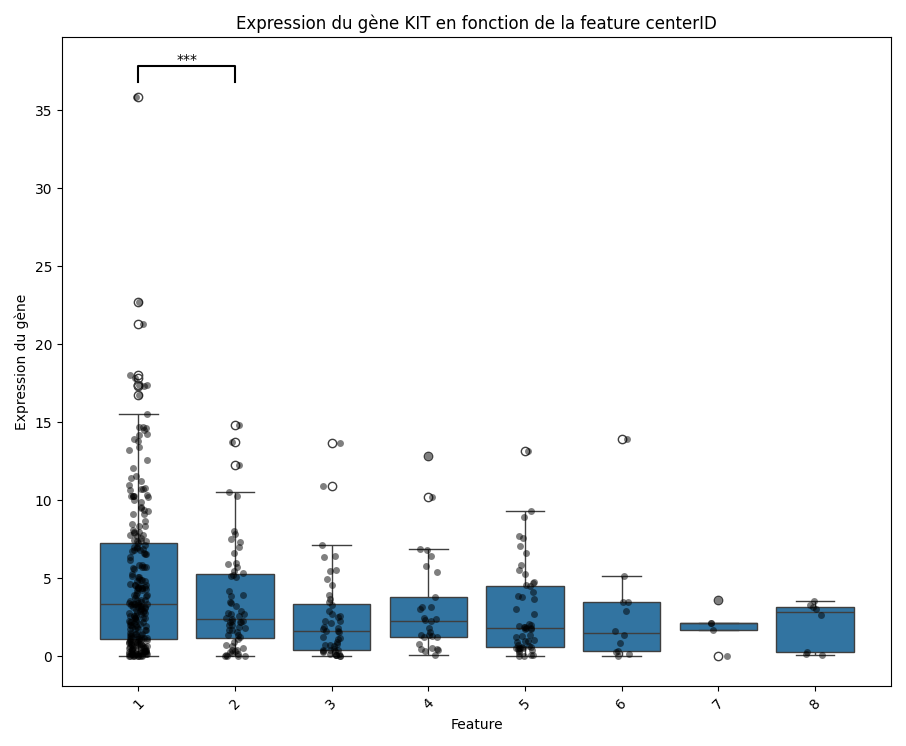 Expression du gène KIT en fonction de la feature centerID
***
35
30
25
20
15
10
5
0
Expression du gène
1 2 3 4 5 6 7 8
Feature